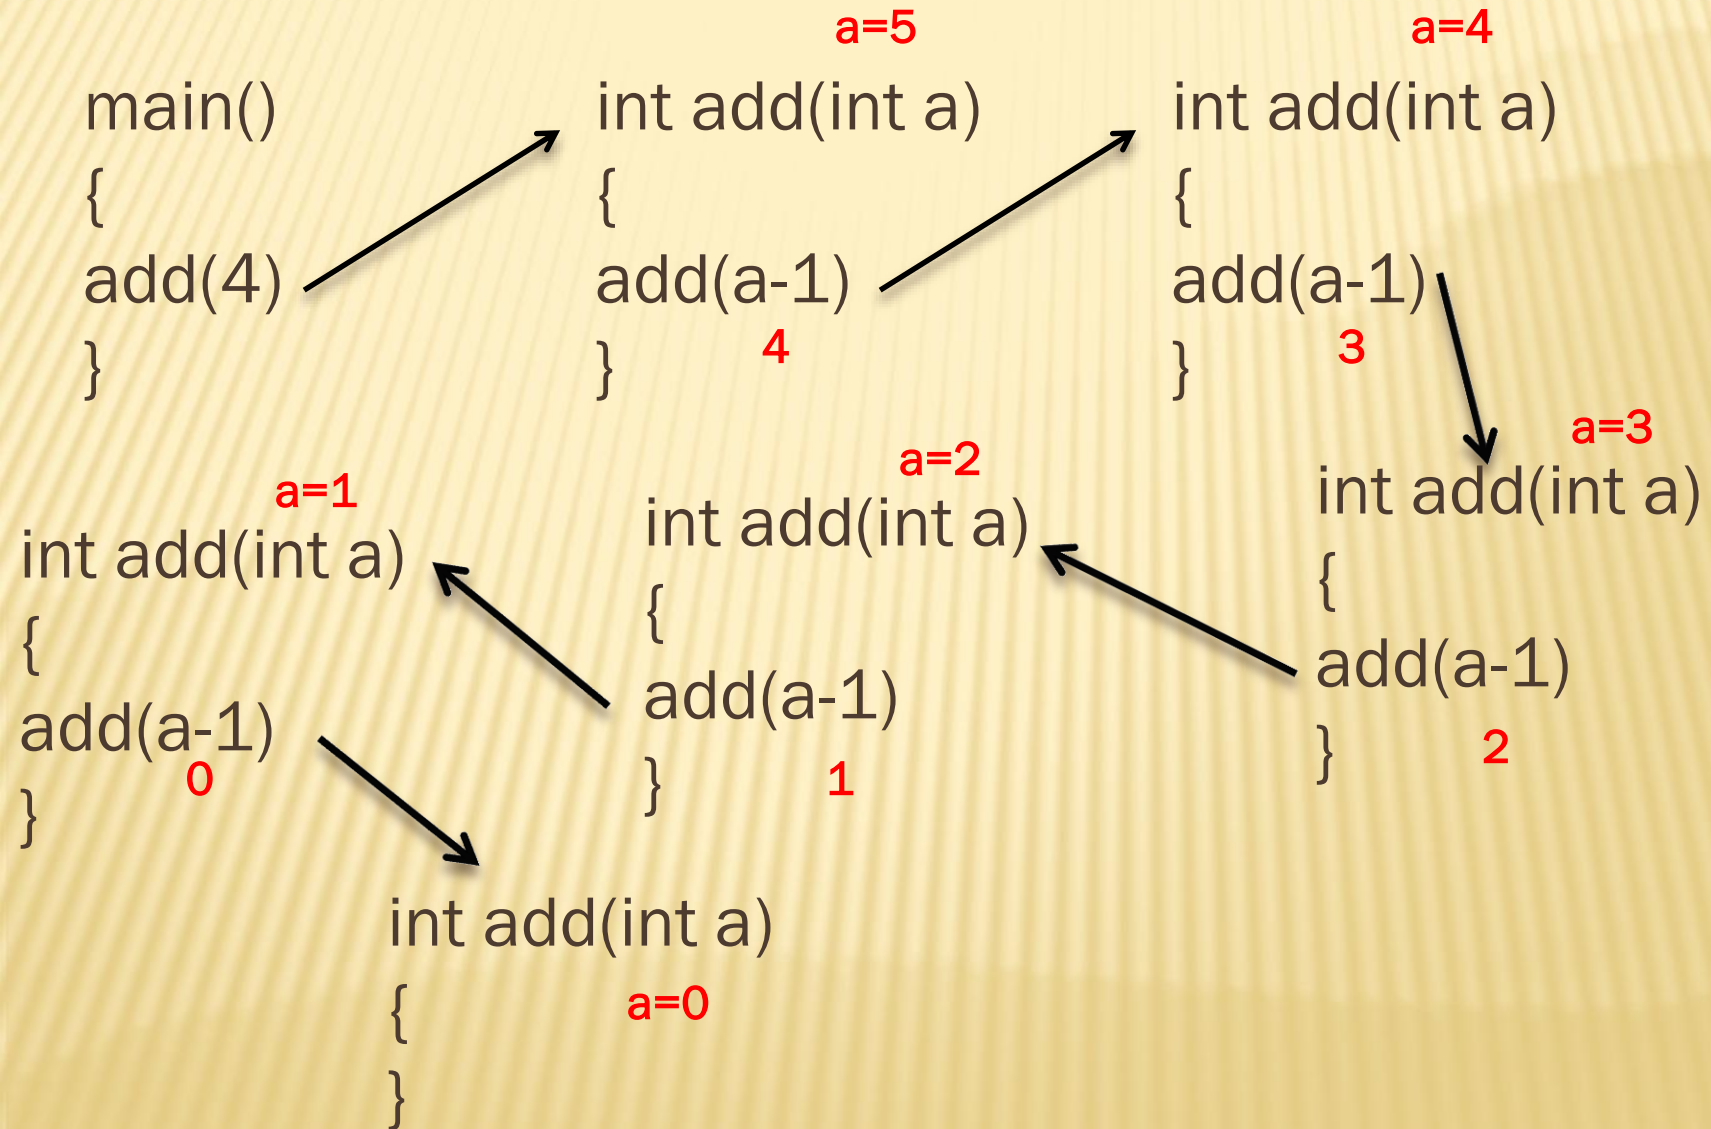 main()
{
add(4)
}
a=5
int add(int a)
{
add(a-1)
4
}
a=4
int add(int a)
{
add(a-1)
3
}
a=3
int add(int a)
{
add(a-1)
} 2
a=2
int add(int a)
{
add(a-1)
} 1
a=1
int add(int a)
{
add(a-1)
0
}
int add(int a)
{ a=0
}